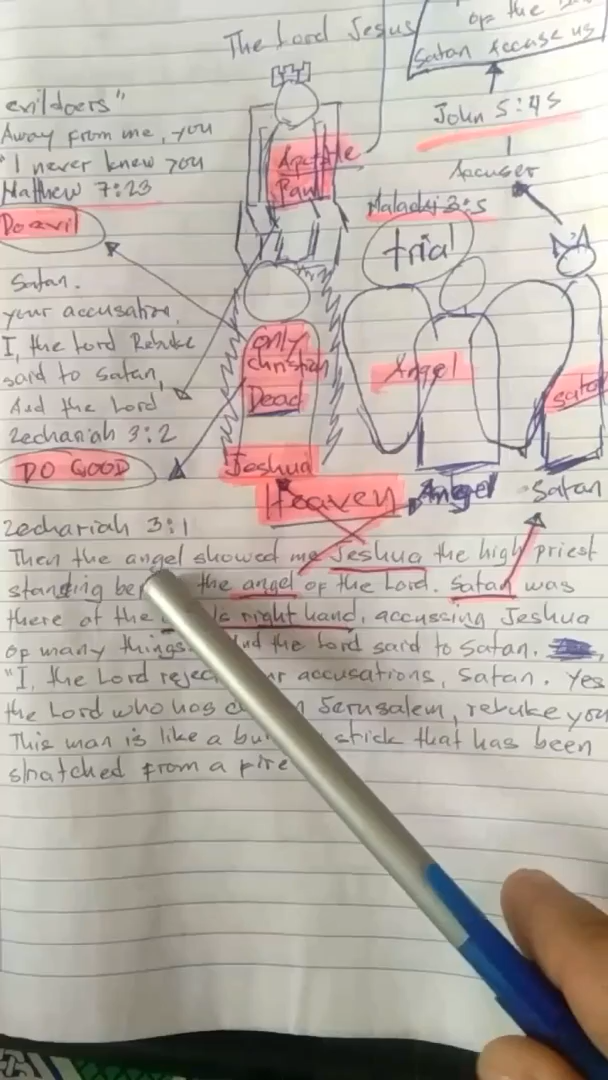 The Lord Jesus
of the
Satan Accuse us
John 5:45
Accuser
evildoers"
Away from me, you
"I never knew you
Mathew 7:23
Do evil
Apostle
Paul
Malachi 3:5
trial
Satan.
your accusation,
I, the Lord Rebuke
said to Satan,
And the Lord
Zechariah 3:2
DO GOOD
only
christian
Dead
Jeshua
Angel
Satan
Heaven
Angel
Satan
Zechariah 3:1
Then the angel showed me Jeshua the high priest
standing the angel of the Lord. Satan was
there at the right hand, accussing Jeshua
of many things. And the Lord said to Satan.
"I, the Lord accusations, Satan. Yes
the Lord who has Jerusalem, rebuke you
This man is like a stick that has been
snatched from a fire